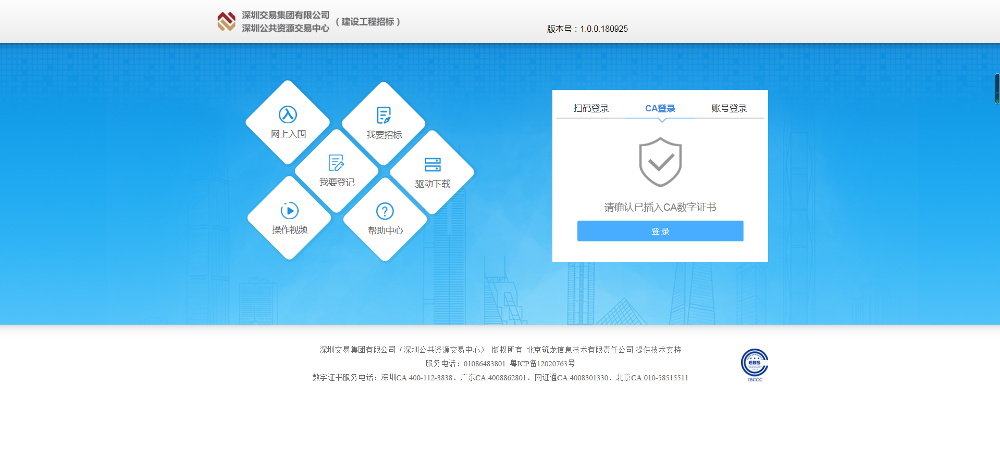 深圳交易集团有限公司
深圳公共资源交易中心
（建设工程招标）
版本号：1.0.0.180925
网上入围
我要招标
我要登记
驱动下载
操作视频
帮助中心
扫码登录
CA登录
账号登录
请确认已插入CA数字证书
登 录
深圳交易集团有限公司（深圳公共资源交易中心） 版权所有 北京筑龙信息技术有限责任公司 提供技术支持
服务电话：01086483801 粤ICP备12020763号
数字证书服务电话：深圳CA:400-112-3838、广东CA:4008862801、网证通CA:4008301330、北京CA:010-58515511
EBS
ISCCC